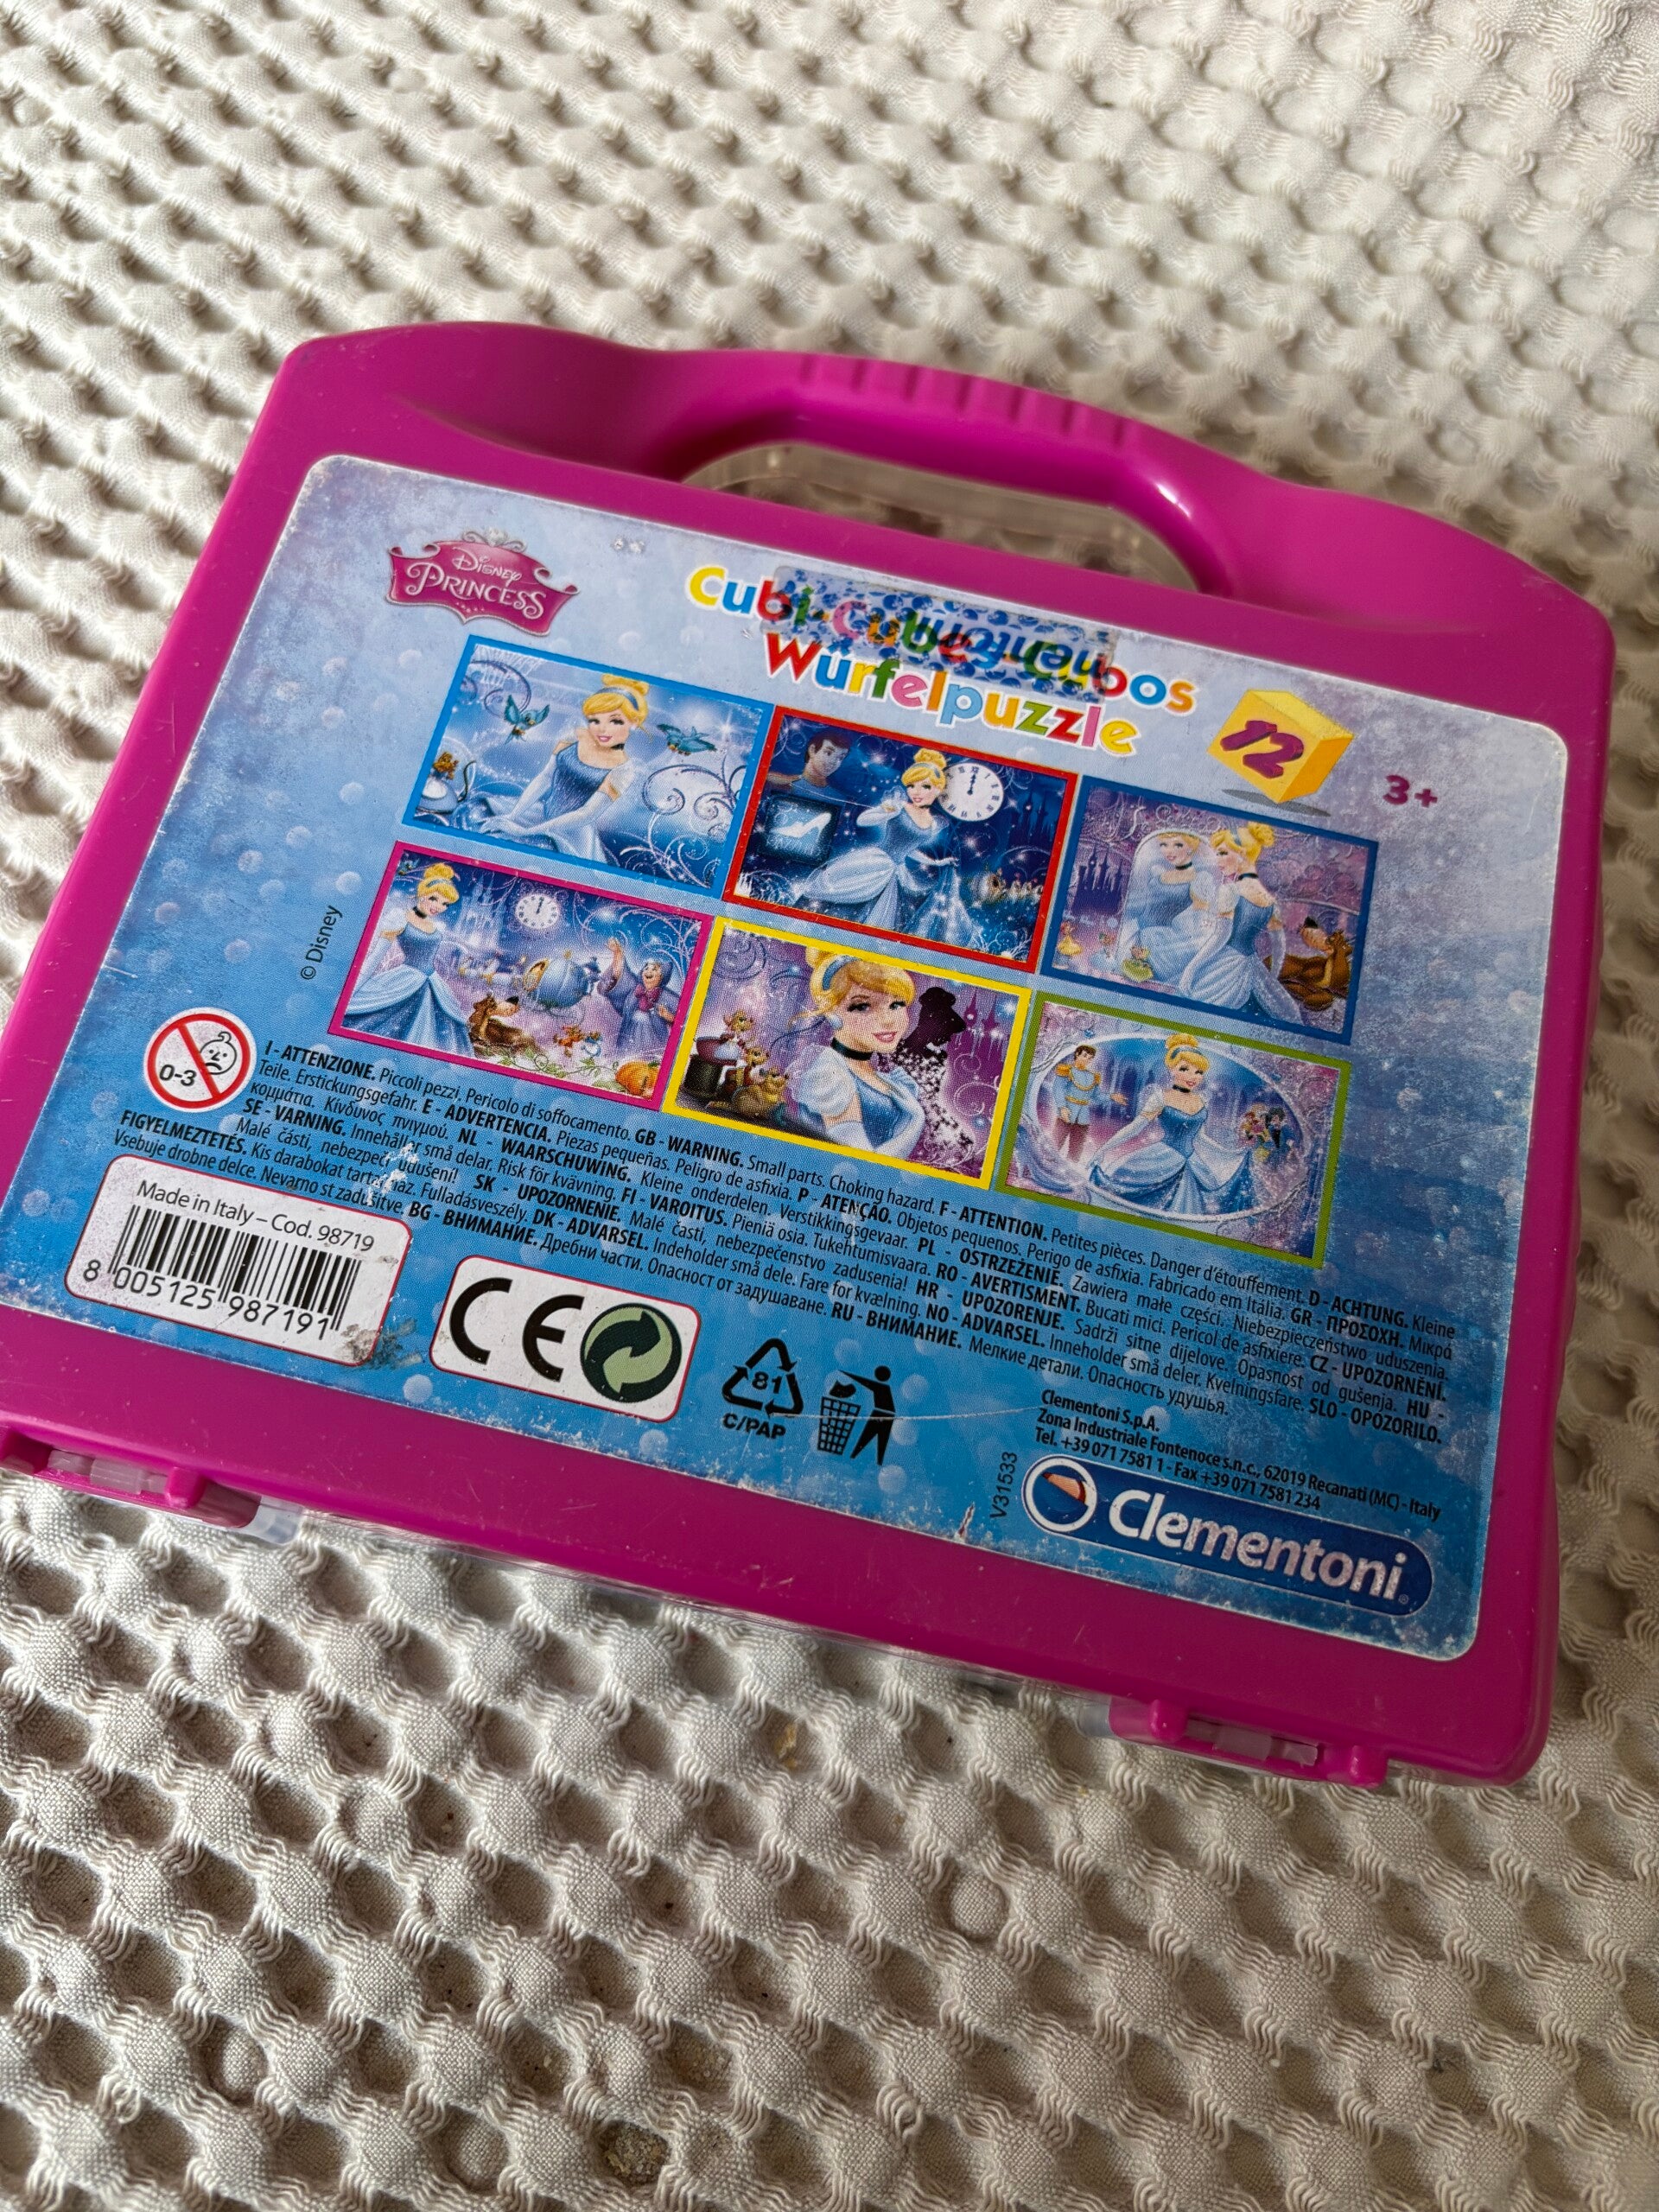 Disney
PRINCESS
Cubi-Cube-Cubos
Würfelpuzzle
12
3+
© Disney
0-3
I - ATTENZIONE. Piccoli pezzi, Pericolo di soffocamento. GB - WARNING. Small parts. Choking hazard. F - ATTENTION. Petites pièces. Danger d'étouffement. D - ACHTUNG. Kleine
Teile. Erstickungsgefahr. E - ADVERTENCIA. Piezas pequeñas. Peligro de asfixia. P - ATENÇÃO. Objetos pequenos. Perigo de asfixia. Fabricado em Itália. GR - ΠΡΟΣΟΧΗ. Μικρά
κομμάτια. Κίνδυνος πνιγμού. NL - WAARSCHUWING. Kleine onderdelen. Verstikkingsgevaar. PL - OSTRZEŻENIE. Zawiera małe części. Niebezpieczeństwo uduszenia.
SE - VARNING. Innehåller små delar. Risk för kvävning. FI - VAROITUS. Pieniä osia. Tukehtumisvaara. RO - AVERTISMENT. Bucati mici. Pericol de asfixiere. CZ - UPOZORNĚNÍ.
Malé části, nebezpečí udušení! SK - UPOZORNENIE. Malé časti, nebezpečenstvo zadusenia! HR - UPOZORENJE. Sadrži sitne dijelove. Opasnost od gušenja. HU -
FIGYELMEZTETÉS. Kis darabokat tartalmaz. Fulladásveszély. DK - ADVARSEL. Indeholder små dele. Fare for kvælning. NO - ADVARSEL. Inneholder små deler. Kvelningsfare. SLO - OPOZORILO.
Vsebuje drobne delce. Nevarno st zadušitve. BG - ВНИМАНИЕ. Дребни части. Опасност от задушаване. RU - ВНИМАНИЕ. Мелкие детали. Опасность удушья.
Made in Italy – Cod. 98719
8 005125 987191
CE
81
C/PAP
Clementoni S.p.A.
Zona Industriale Fontenoce s.n.c., 62019 Recanati (MC) - Italy
Tel. +39 071 7581 1 - Fax +39 071 7581 234
V31533
Clementoni®